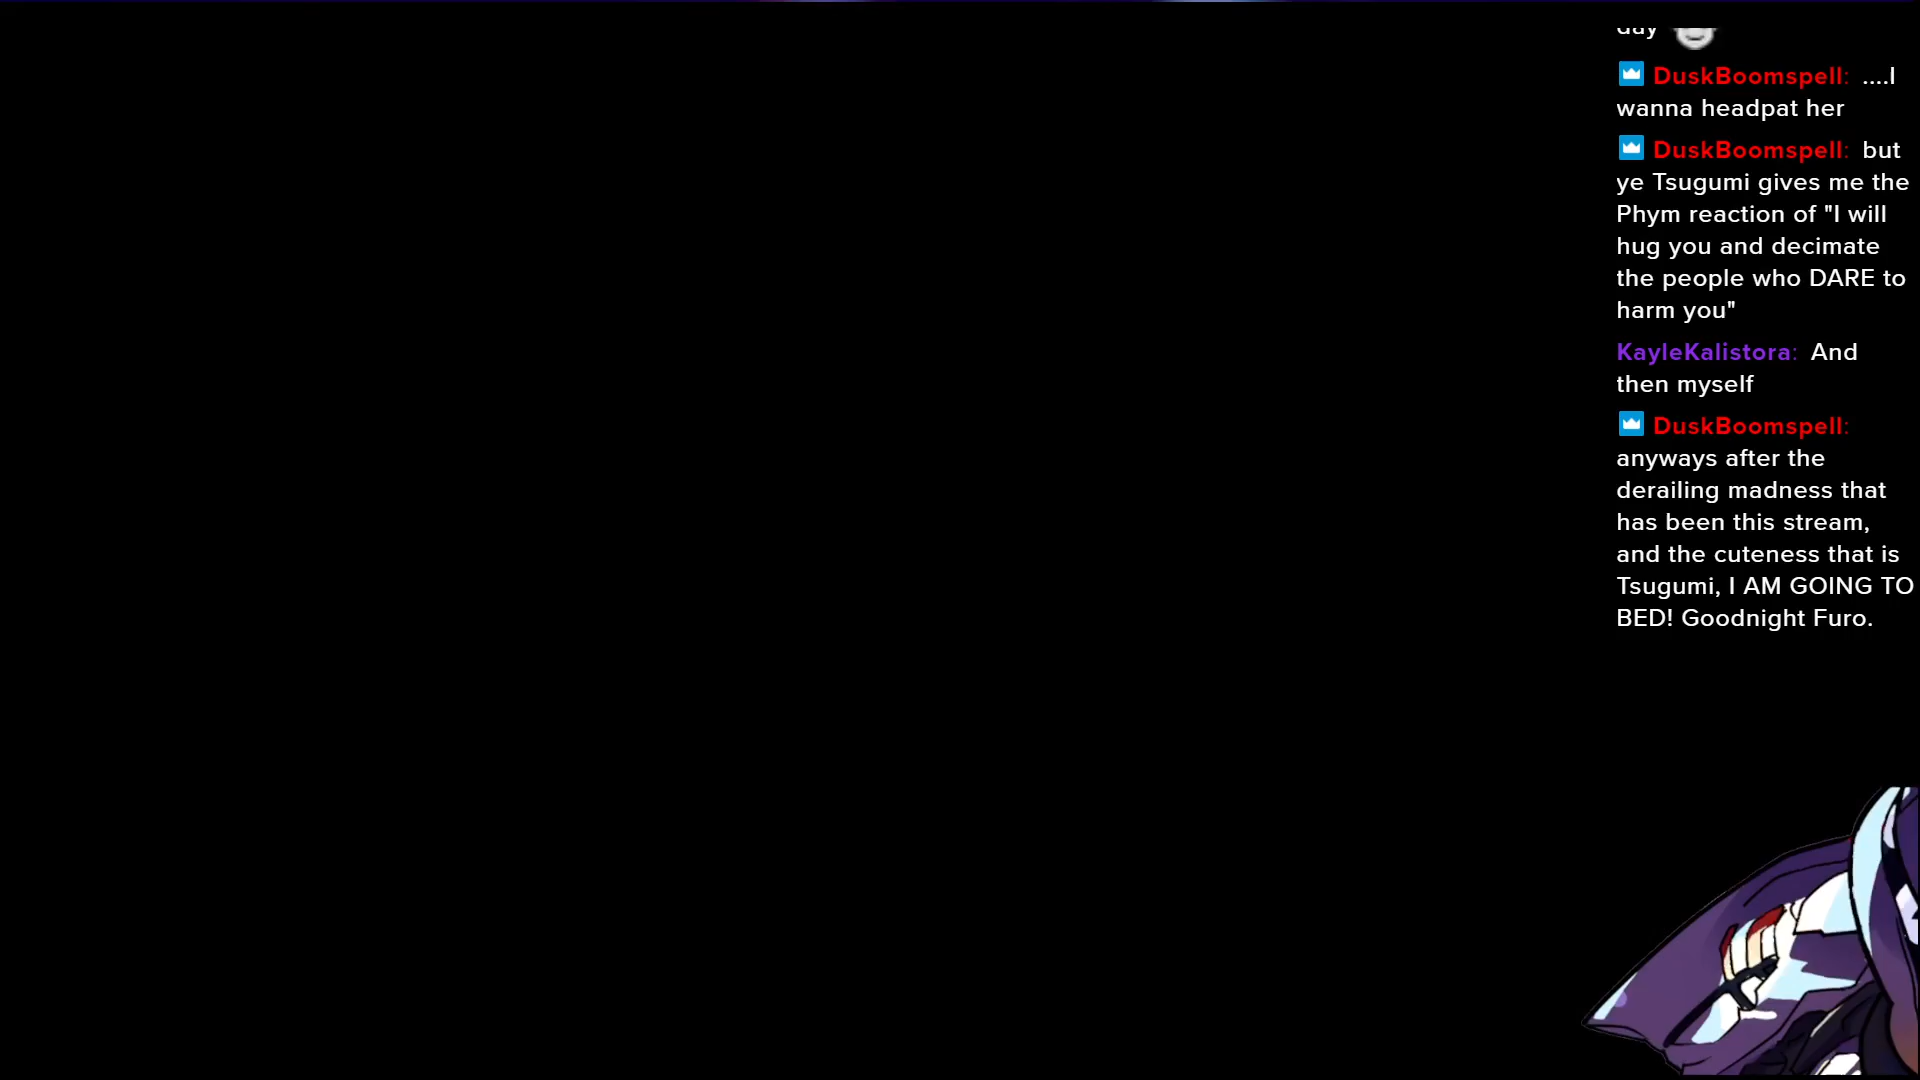 day
DuskBoomspell: ....I
wanna headpat her
DuskBoomspell: but
ye Tsugumi gives me the
Phym reaction of "I will
hug you and decimate
the people who DARE to
harm you"
KayleKalistora: And
then myself
DuskBoomspell:
anyways after the
derailing madness that
has been this stream,
and the cuteness that is
Tsugumi, I AM GOING TO
BED! Goodnight Furo.